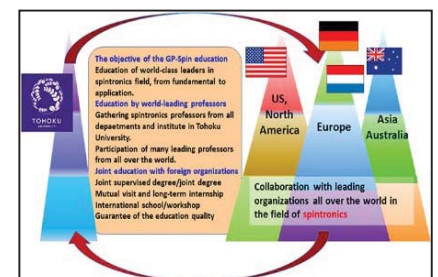 TOHOKU
UNIVERSITY
The objective of the GP-Spin education
Education of world-class leaders in
spintronics field, from fundamental to
application.
Education by world-leading professors
Gathering spintronics professors from all
depaetments and institute in Tohoku
University.
Participation of many leading professors
from all over the world.
Joint education with foreign organizations
Joint supervised degree/joint degree
Mutual visit and long-term internship
International school/workshop
Guarantee of the education quality
US,
North
America
Europe
Asia
Australia
Collaboration with leading
organizations all over the world in
the field of spintronics